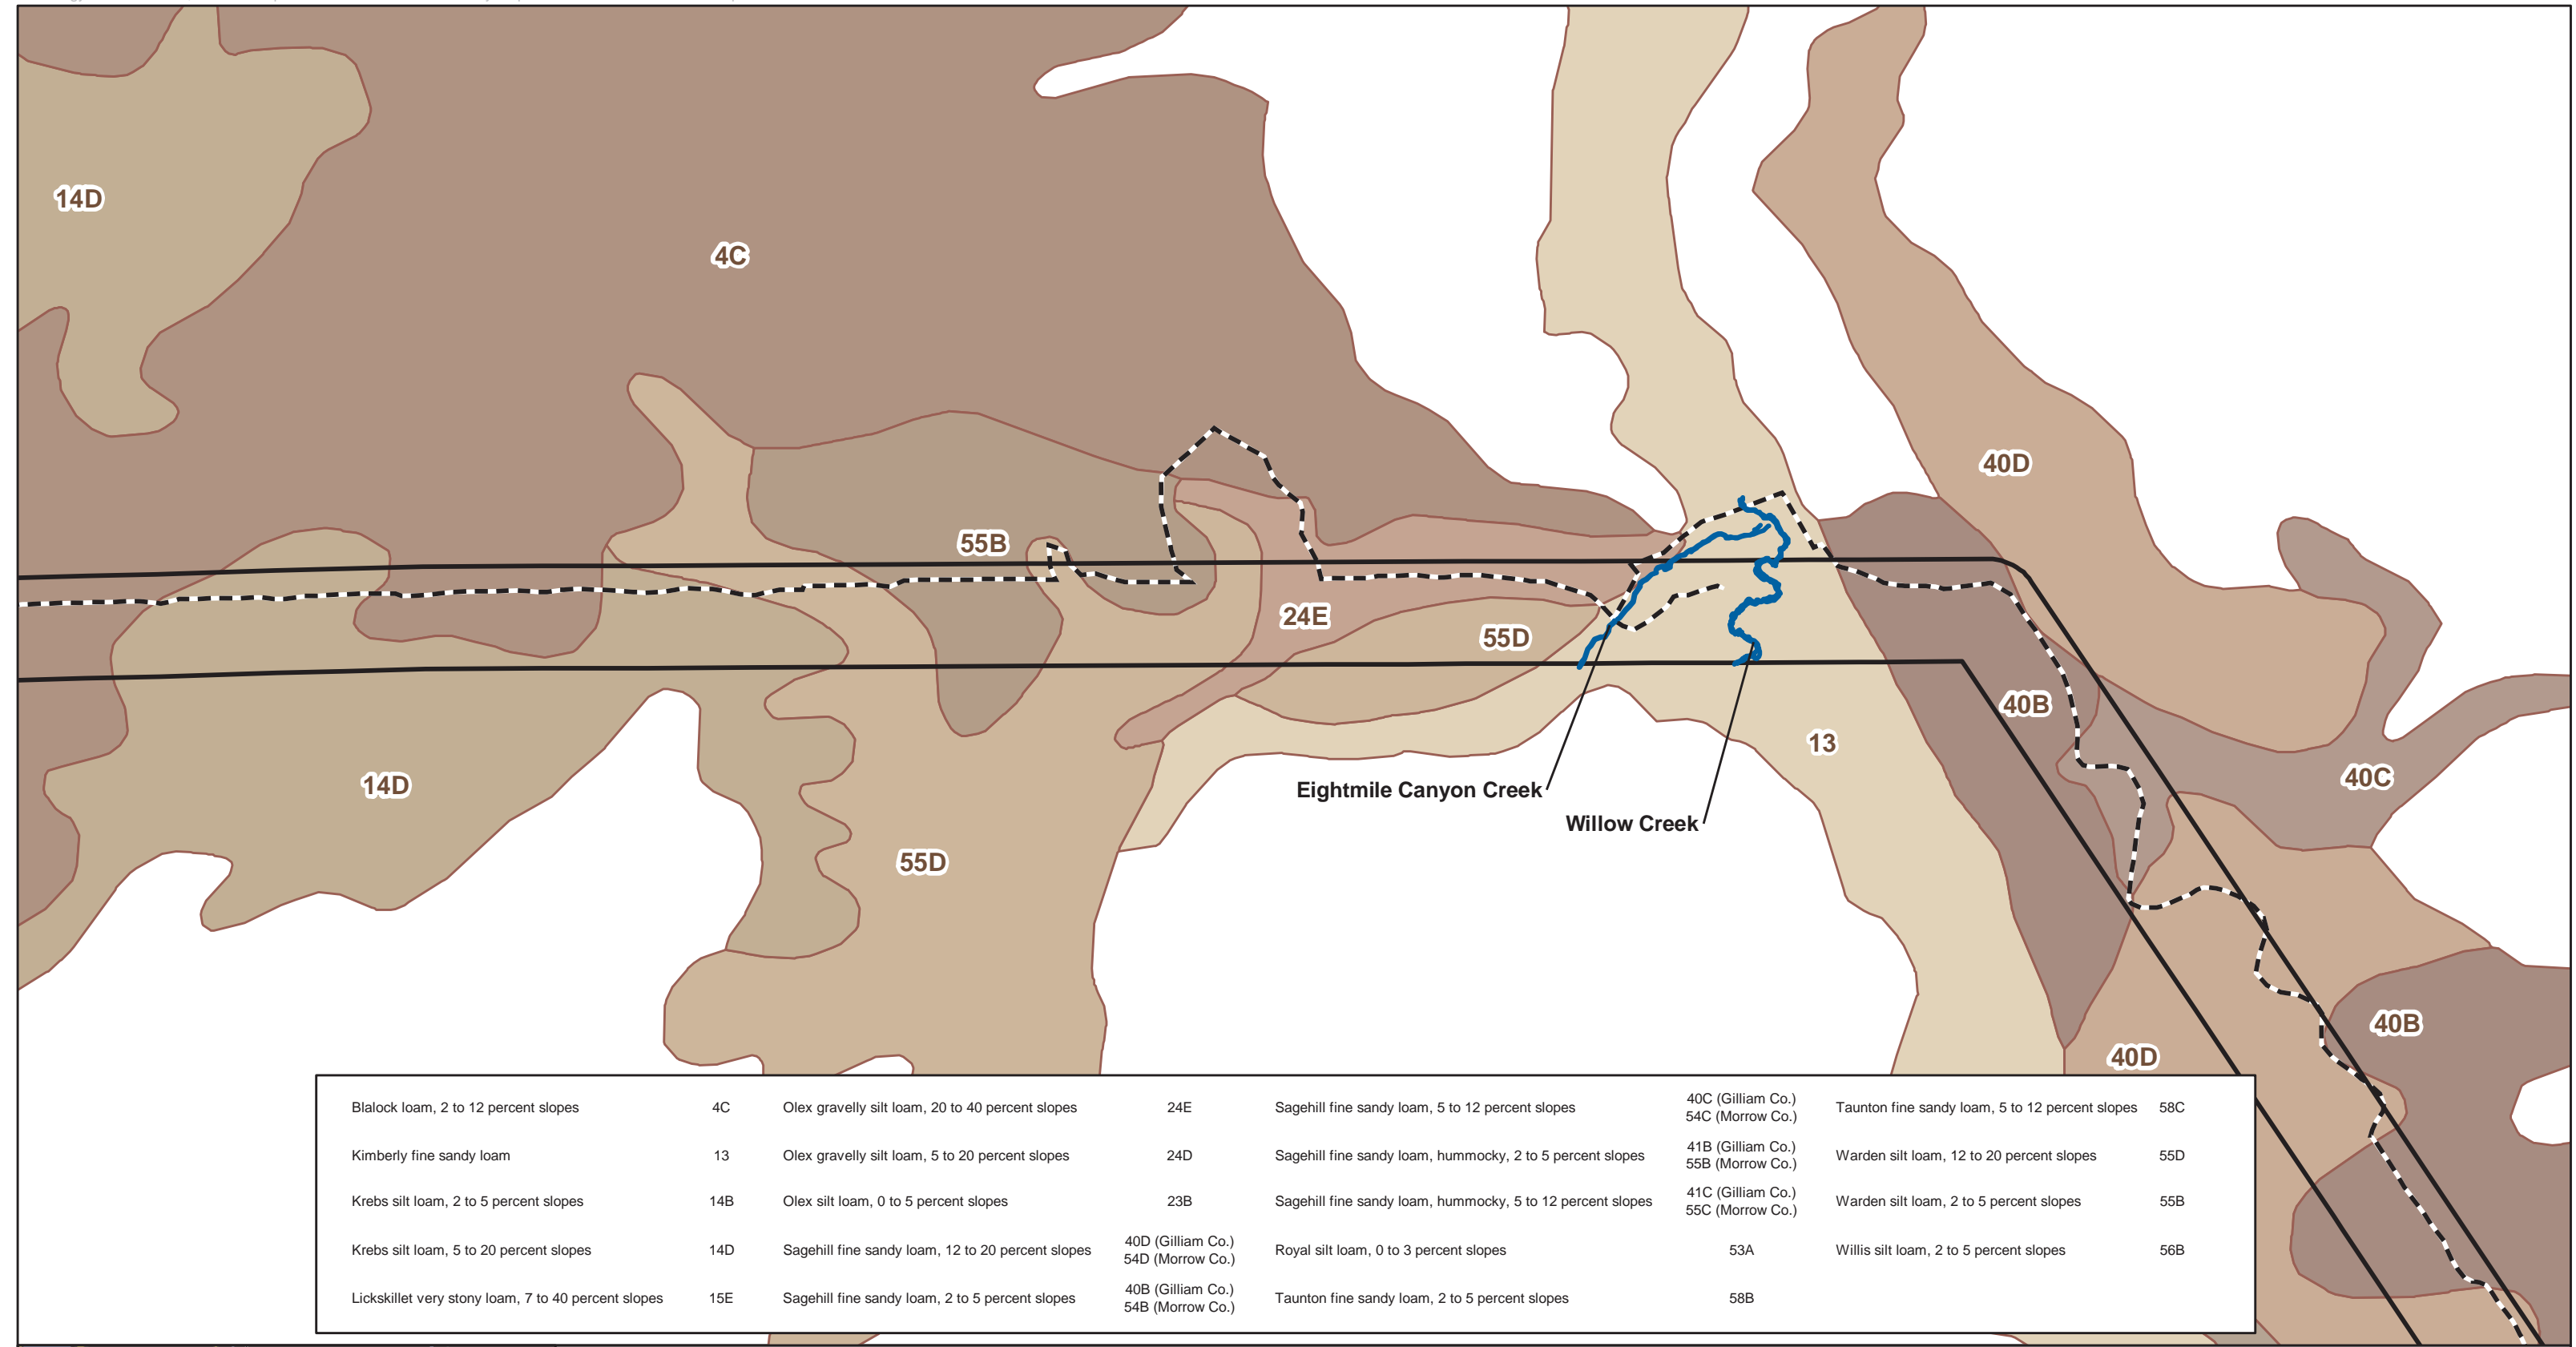 14D
4C
40D
55B
24E
55D
40B
13
14D
40C
Eightmile Canyon Creek
Willow Creek
55D
40B
40D
Blalock loam, 2 to 12 percent slopes 4C
Kimberly fine sandy loam 13
Krebs silt loam, 2 to 5 percent slopes 14B
Krebs silt loam, 5 to 20 percent slopes 14D
Lickskillet very stony loam, 7 to 40 percent slopes 15E
Olex gravelly silt loam, 20 to 40 percent slopes 24E
Olex gravelly silt loam, 5 to 20 percent slopes 24D
Olex silt loam, 0 to 5 percent slopes 23B
Sagehill fine sandy loam, 12 to 20 percent slopes 40D (Gilliam Co.)
54D (Morrow Co.)
Sagehill fine sandy loam, 2 to 5 percent slopes 40B (Gilliam Co.)
54B (Morrow Co.)
Sagehill fine sandy loam, 5 to 12 percent slopes 40C (Gilliam Co.)
54C (Morrow Co.)
Sagehill fine sandy loam, hummocky, 2 to 5 percent slopes 41B (Gilliam Co.)
55B (Morrow Co.)
Sagehill fine sandy loam, hummocky, 5 to 12 percent slopes 41C (Gilliam Co.)
55C (Morrow Co.)
Royal silt loam, 0 to 3 percent slopes 53A
Taunton fine sandy loam, 2 to 5 percent slopes 58B
Taunton fine sandy loam, 5 to 12 percent slopes 58C
Warden silt loam, 12 to 20 percent slopes 55D
Warden silt loam, 2 to 5 percent slopes 55B
Willis silt loam, 2 to 5 percent slopes 56B